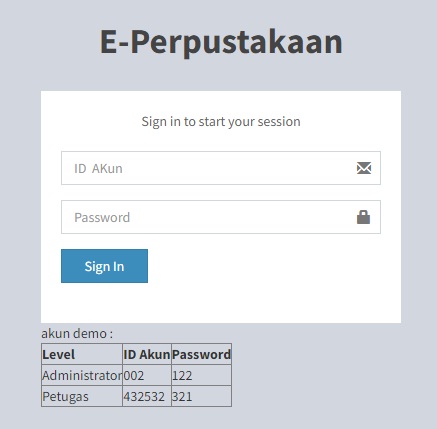 E-Perpustakaan
Sign in to start your session
ID AKun
Password
Sign In
akun demo :
Level ID Akun Password
Administrator 002 122
Petugas 432532 321